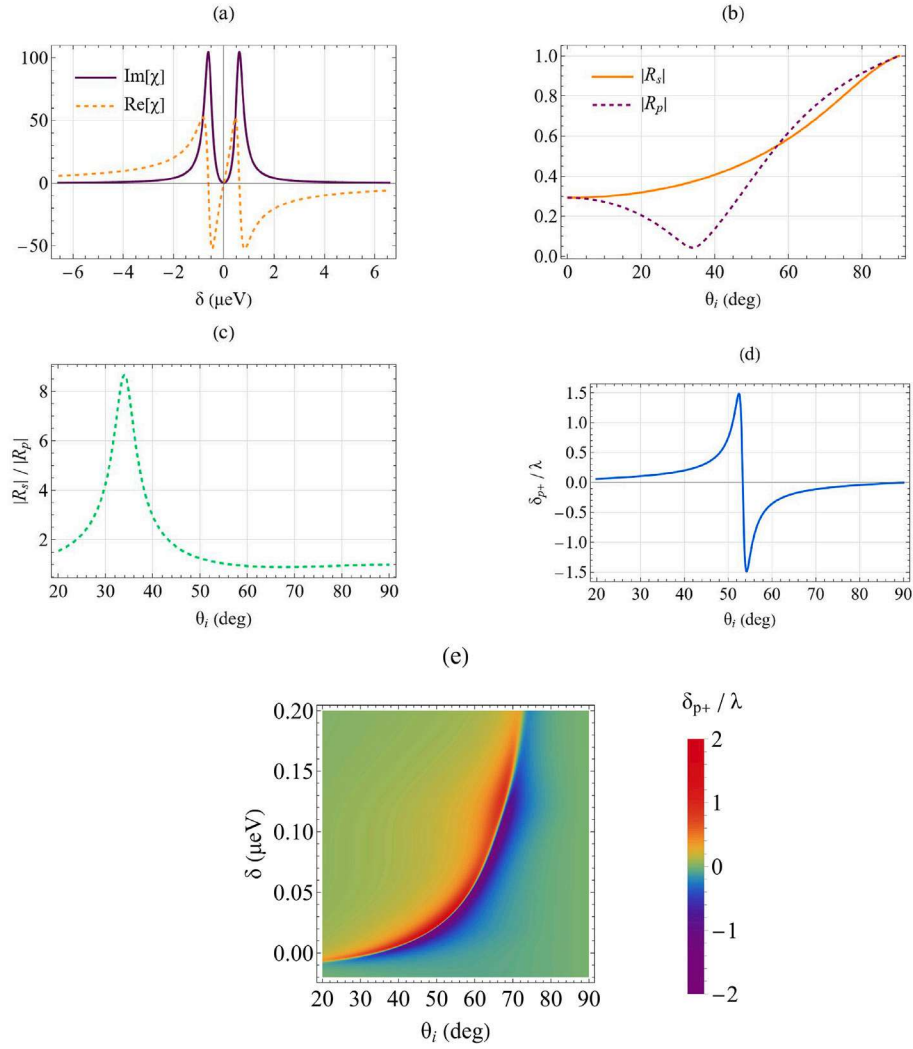 (a)
Im[χ]
Re[χ]
100
50
0
−50
−6 −4 −2 0 2 4 6
δ (μeV)
(b)
|Rs|
|Rp|
1.0
0.8
0.6
0.4
0.2
0.0
0 20 40 60 80
θi (deg)
(c)
|Rs| / |Rp|
8
6
4
2
20 30 40 50 60 70 80 90
θi (deg)
(d)
δp+ / λ
1.5
1.0
0.5
0.0
−0.5
−1.0
−1.5
20 30 40 50 60 70 80 90
θi (deg)
(e)
δ (μeV)
0.20
0.15
0.10
0.05
0.00
20 30 40 50 60 70 80 90
θi (deg)
δp+ / λ
2
1
0
−1
−2